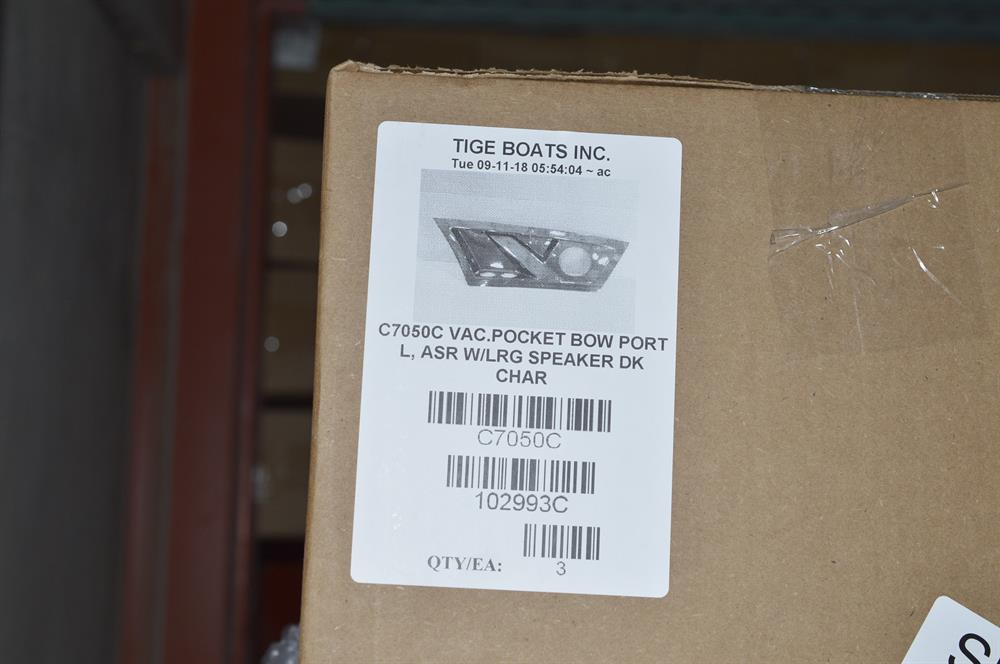 TIGE BOATS INC.
Tue 09-11-18 05:54:04 ~ ac
C7050C VAC.POCKET BOW PORT
L, ASR W/LRG SPEAKER DK
CHAR
C7050C
102993C
QTY/EA: 3